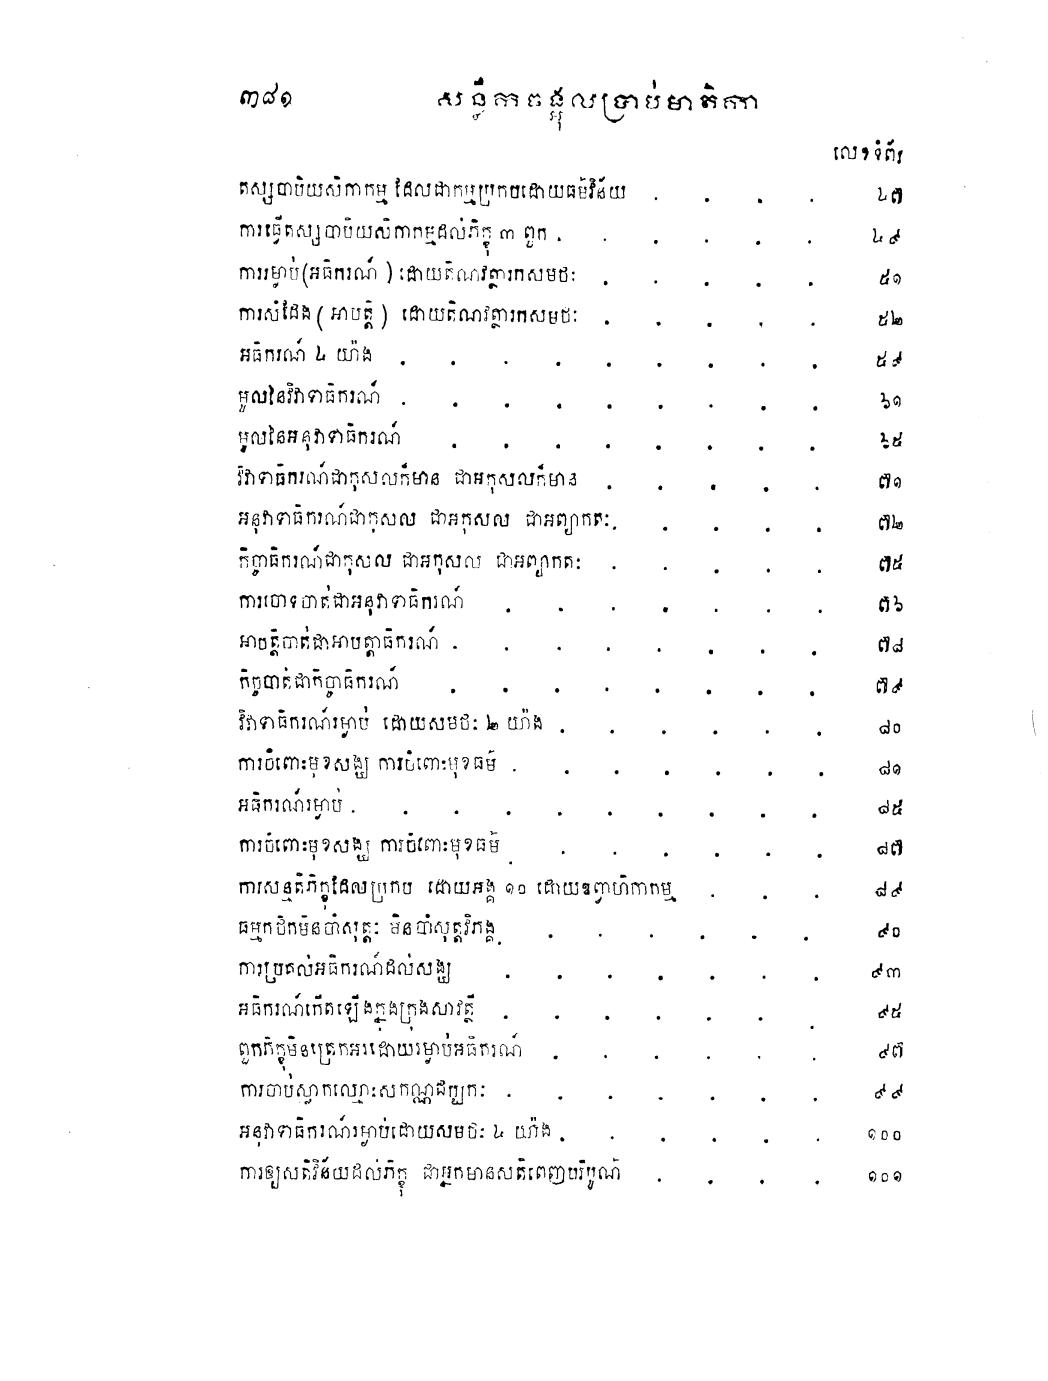 ៣៨១ សន្ទឹកាពង្អុលប្រាប់មាតិកា
លេខទំព័រ
តស្សបាបិយសិកាកម្ម ដែលជាកម្មប្រកបដោយធម៌វិន័យ . . . . ៤៧
ការធ្វើតស្សបាបិយសិកាកម្មដល់ភិក្ខុ ៣ ពួក . . . . . . ៤៩
ការរម្ងាប់(អធិករណ៍) ដោយតិណវត្ថារកសមថៈ . . . . . ៥១
ការសំដែង (អាបត្តិ) ដោយតិណវត្ថារកសមថៈ . . . . . ៥២
អធិករណ៍ ៤ យ៉ាង . . . . . . . . . ៥៩
មូលនៃវិវាទាធិករណ៍ . . . . . . . . . ៦១
មូលនៃអនុវាទាធិករណ៍ . . . . . . . . ៦៥
វិវាទាធិករណ៍ជាកុសលក៏មាន ជាអកុសលក៏មាន . . . . . ៧១
អនុវាទាធិករណ៍ជាកុសល ជាអកុសល ជាអព្យាកតៈ . . . . . ៧២
កិច្ចាធិករណ៍ជាកុសល ជាអកុសល ជាអព្យាកតៈ . . . . . ៧៥
ការចោទចាត់ជាអនុវាទាធិករណ៍ . . . . . . . ៧៦
អាបត្តិចាត់ជាអាបត្តាធិករណ៍ . . . . . . . . ៧៨
កិច្ចចាត់ជាកិច្ចាធិករណ៍ . . . . . . . . ៧៩
វិវាទាធិករណ៍រម្ងាប់ ដោយសមថៈ ២ យ៉ាង . . . . . . ៨០
ការចំពោះមុខសង្ឃ ការចំពោះមុខធម៌ . . . . . . . ៨១
អធិករណ៍រម្ងាប់ . . . . . . . . . . ៨៥
ការចំពោះមុខសង្ឃ ការចំពោះមុខធម៌ . . . . . . . ៨៧
ការសន្មតិភិក្ខុដែលប្រកប ដោយអង្គ ១០ ដោយឧព្វាហិកាកម្ម . . . ៨៩
ធម្មកថិកមិនចាំសុត្តៈ មិនចាំសុត្តវិភង្គ . . . . . . . ៩០
ការប្រគល់អធិករណ៍ដល់សង្ឃ . . . . . . . ៩៣
អធិករណ៍កើតឡើងក្នុងក្រុងសាវត្ថី . . . . . . . ៩៥
ពួកភិក្ខុមិនត្រេកអរដោយរម្ងាប់អធិករណ៍ . . . . . . ៩៧
ការចាប់ស្លាកឈ្មោះសកណ្ណជប្បកៈ . . . . . . . ៩៩
អនុវាទាធិករណ៍រម្ងាប់ដោយសមថៈ ៤ យ៉ាង . . . . . . ១០០
ការឲ្យសតិវិន័យដល់ភិក្ខុ ជាអ្នកមានសតិពេញបរិបូណ៌ . . . . ១០១